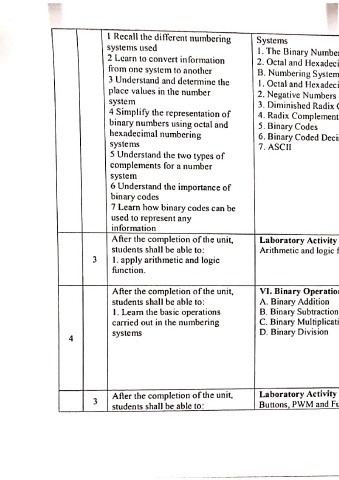 1 Recall the different numbering
systems used
2 Learn to convert information
from one system to another
3 Understand and determine the
place values in the number
system
4 Simplify the representation of
binary numbers using octal and
hexadecimal numbering
systems
5 Understand the two types of
complements for a number
system
6 Understand the importance of
binary codes
7 Learn how binary codes can be
used to represent any
information
Systems
1. The Binary Number
2. Octal and Hexadeci
B. Numbering System
1. Octal and Hexadeci
2. Negative Numbers
3. Diminished Radix C
4. Radix Complement
5. Binary Codes
6. Binary Coded Deci
7. ASCII
3
After the completion of the unit,
students shall be able to:
1. apply arithmetic and logic
function.
Laboratory Activity
Arithmetic and logic f
4
After the completion of the unit,
students shall be able to:
1. Learn the basic operations
carried out in the numbering
systems
VI. Binary Operatio
A. Binary Addition
B. Binary Subtraction
C. Binary Multiplicati
D. Binary Division
3
After the completion of the unit,
students shall be able to:
Laboratory Activity
Buttons, PWM and Fu